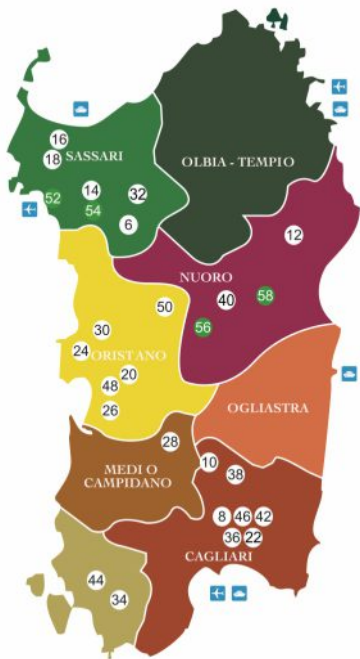 16
18
SASSARI
OLBIA - TEMPIO
52
14
32
54
6
12
NUORO
50
40
58
30
56
24
ORISTANO
20
48
26
OGLIASTRA
28
MEDI O
CAMPIDANO
10
38
8 46 42
36 22
CAGLIARI
44
34